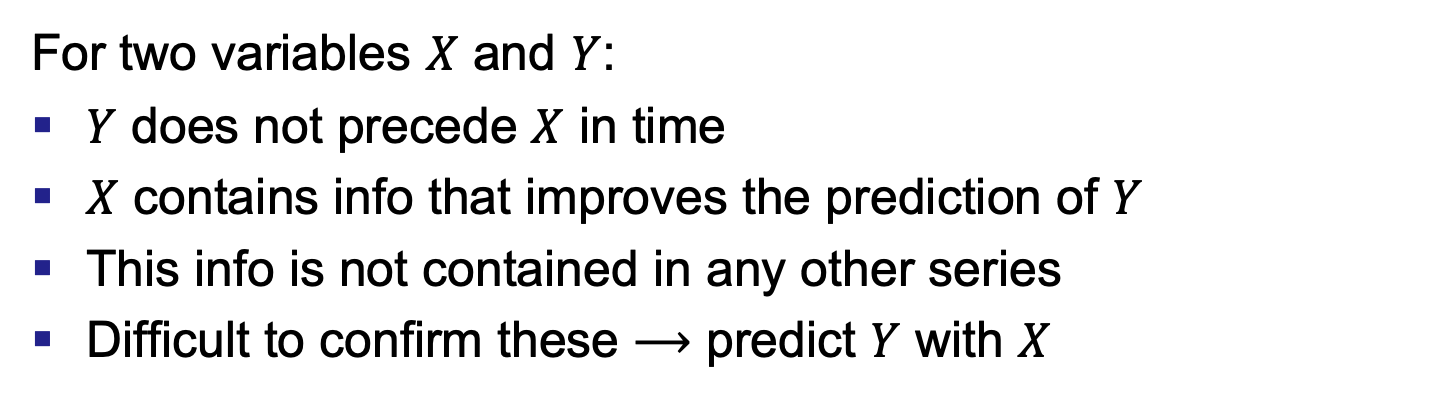 For two variables X and Y:
▪ Y does not precede X in time
▪ X contains info that improves the prediction of Y
▪ This info is not contained in any other series
▪ Difficult to confirm these ⟶ predict Y with X